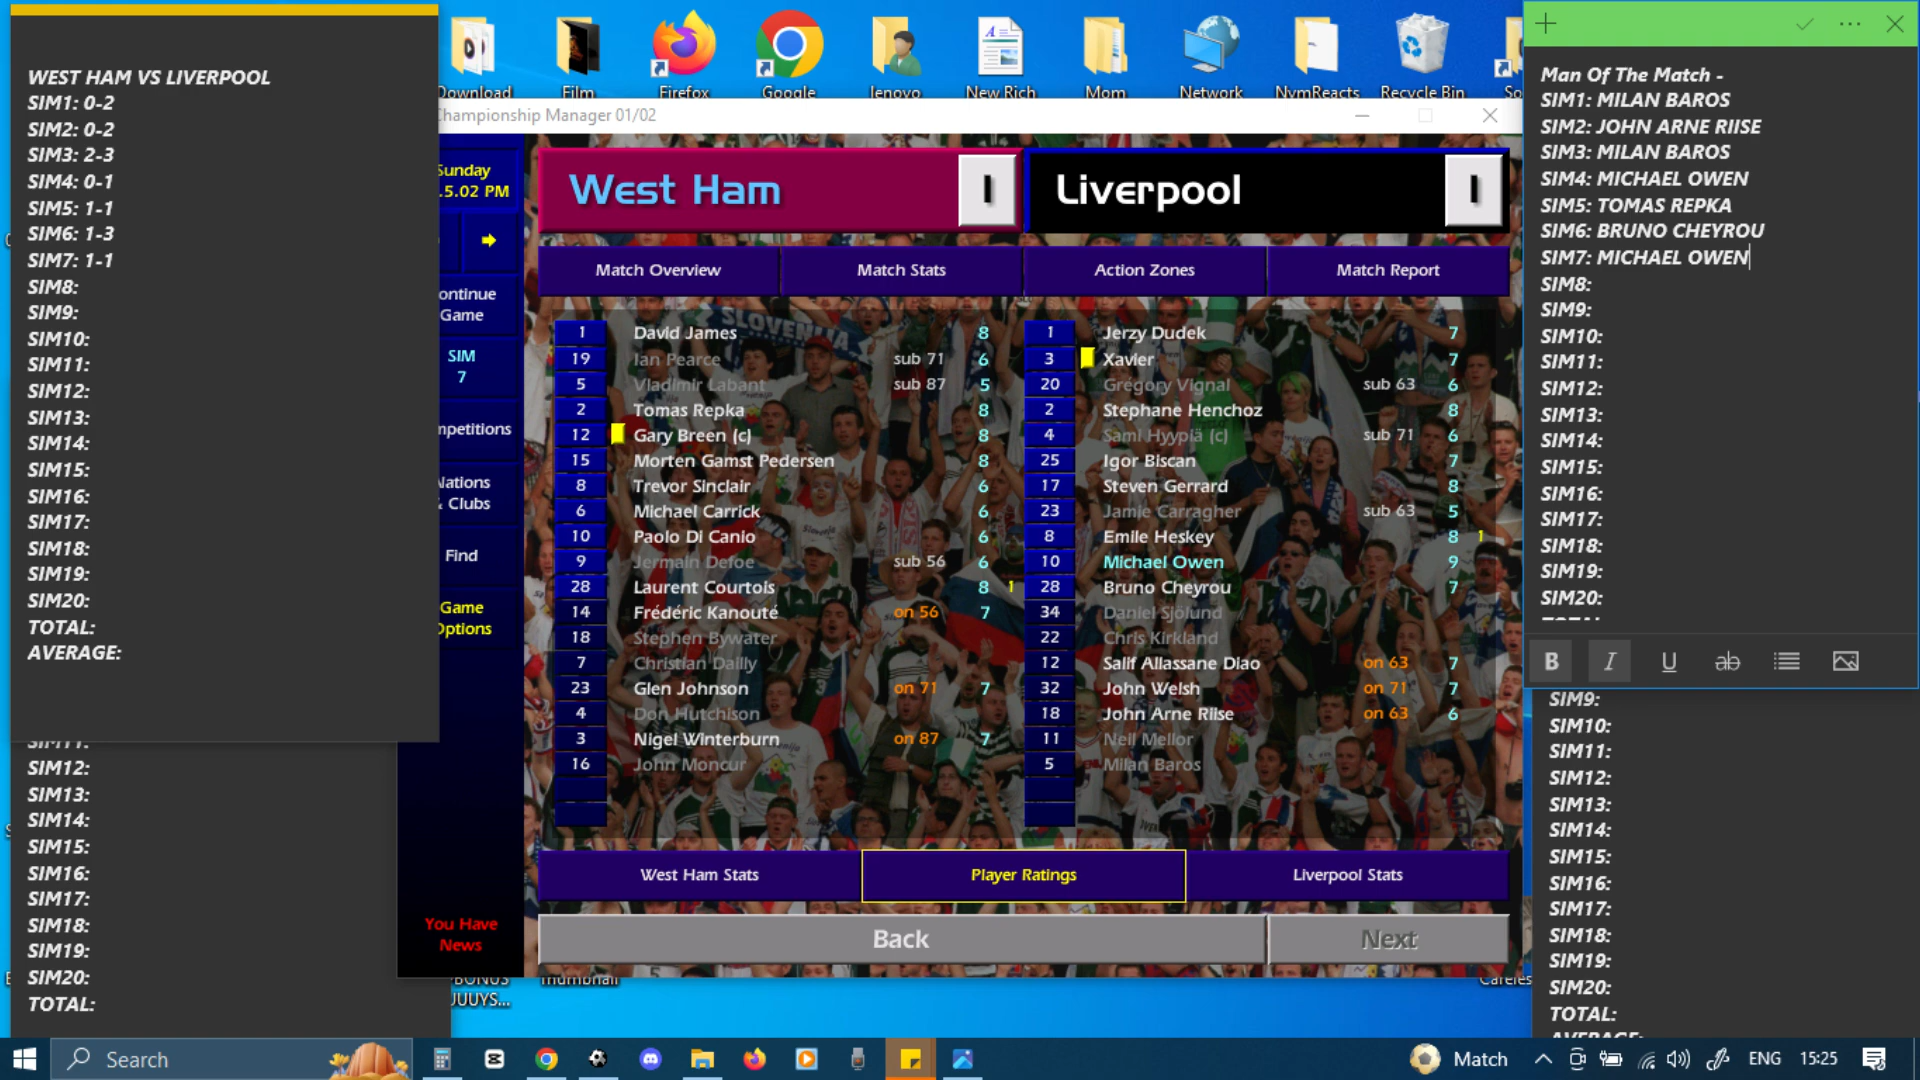 WEST HAM VS LIVERPOOL
SIM1: 0-2
SIM2: 0-2
SIM3: 2-3
SIM4: 0-1
SIM5: 1-1
SIM6: 1-3
SIM7: 1-1
SIM8:
SIM9:
SIM10:
SIM11:
SIM12:
SIM13:
SIM14:
SIM15:
SIM16:
SIM17:
SIM18:
SIM19:
SIM20:
TOTAL:
AVERAGE:
SIM11:
SIM12:
SIM13:
SIM14:
SIM15:
SIM16:
SIM17:
SIM18:
SIM19:
SIM20:
TOTAL:
Download
Film
Firefox
Google
lenovo
New Rich
Mom
Network
NymReacts
Recycle Bin
So
Championship Manager 01/02
Sunday
.5.02 PM
ontinue
Game
SIM
7
mpetitions
Nations
& Clubs
Find
Game
Options
You Have
News
West Ham 1 Liverpool 1
Match Overview Match Stats Action Zones Match Report
1 David James 8
19 Ian Pearce sub 71 6
5 Vladimir Labant sub 87 5
2 Tomas Repka 8
12 Gary Breen (c) 8
15 Morten Gamst Pedersen 8
8 Trevor Sinclair 6
6 Michael Carrick 6
10 Paolo Di Canio 6
9 Jermain Defoe sub 56 6
28 Laurent Courtois 8 1
14 Frédéric Kanouté on 56 7
18 Stephen Bywater
7 Christian Dailly
23 Glen Johnson on 71 7
4 Don Hutchison
3 Nigel Winterburn on 87 7
16 John Moncur
1 Jerzy Dudek 7
3 Xavier 7
20 Grégory Vignal sub 63 6
2 Stephane Henchoz 8
4 Sami Hyypiä (c) sub 71 6
25 Igor Biscan 7
17 Steven Gerrard 8
23 Jamie Carragher sub 63 5
8 Emile Heskey 8 1
10 Michael Owen 9
28 Bruno Cheyrou 7
34 Daniel Sjölund
22 Chris Kirkland
12 Salif Allassane Diao on 63 7
32 John Welsh on 71 7
18 John Arne Riise on 63 6
11 Neil Mellor
5 Milan Baros
West Ham Stats Player Ratings Liverpool Stats
Back Next
BONUS
JUUYS...
Thumbnail
Careles
Man Of The Match -
SIM1: MILAN BAROS
SIM2: JOHN ARNE RIISE
SIM3: MILAN BAROS
SIM4: MICHAEL OWEN
SIM5: TOMAS REPKA
SIM6: BRUNO CHEYROU
SIM7: MICHAEL OWEN
SIM8:
SIM9:
SIM10:
SIM11:
SIM12:
SIM13:
SIM14:
SIM15:
SIM16:
SIM17:
SIM18:
SIM19:
SIM20:
TOTAL:
B I U ab
SIM9:
SIM10:
SIM11:
SIM12:
SIM13:
SIM14:
SIM15:
SIM16:
SIM17:
SIM18:
SIM19:
SIM20:
TOTAL:
AVERAGE:
Search
Match
ENG
15:25